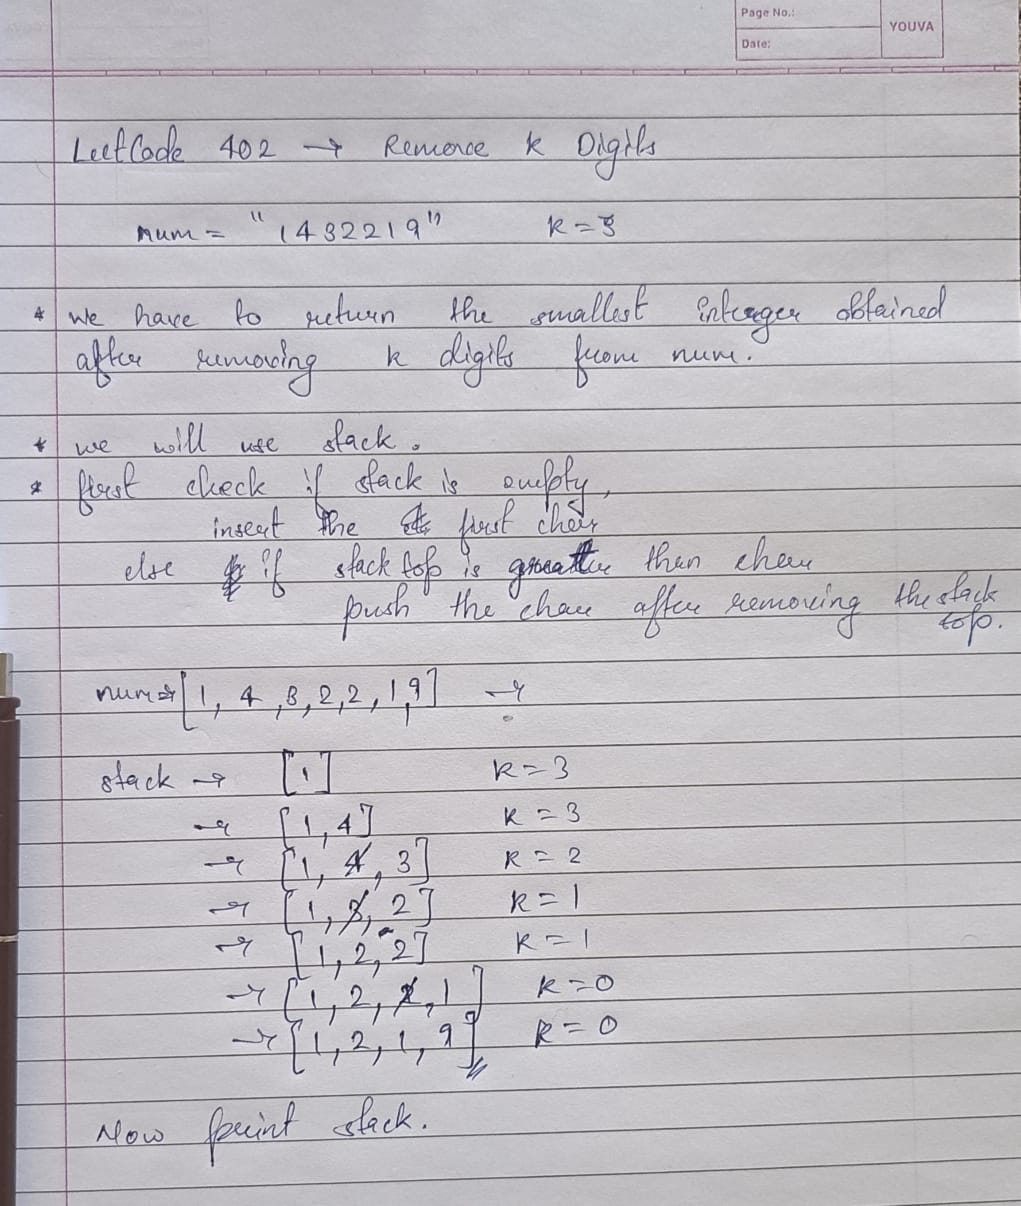 Page No.:
YOUVA
Date:
LeetCode 402 → Remove k Digits
num = "1432219" k = 3
* we have to return the smallest integer obtained
after removing k digits from num.
* we will use stack.
* first check if stack is empty,
insert the first char
else if stack top is greater than char
push the char after removing the stack
top.
num → [1, 4, 3, 2, 2, 1, 9] →
stack → [1] k = 3
→ [1, 4] k = 3
→ [1, 4, 3] k = 2
→ [1, 3, 2] k = 1
→ [1, 2, 2] k = 1
→ [1, 2, 2, 1] k = 0
→ [1, 2, 1, 9] k = 0
Now print stack.